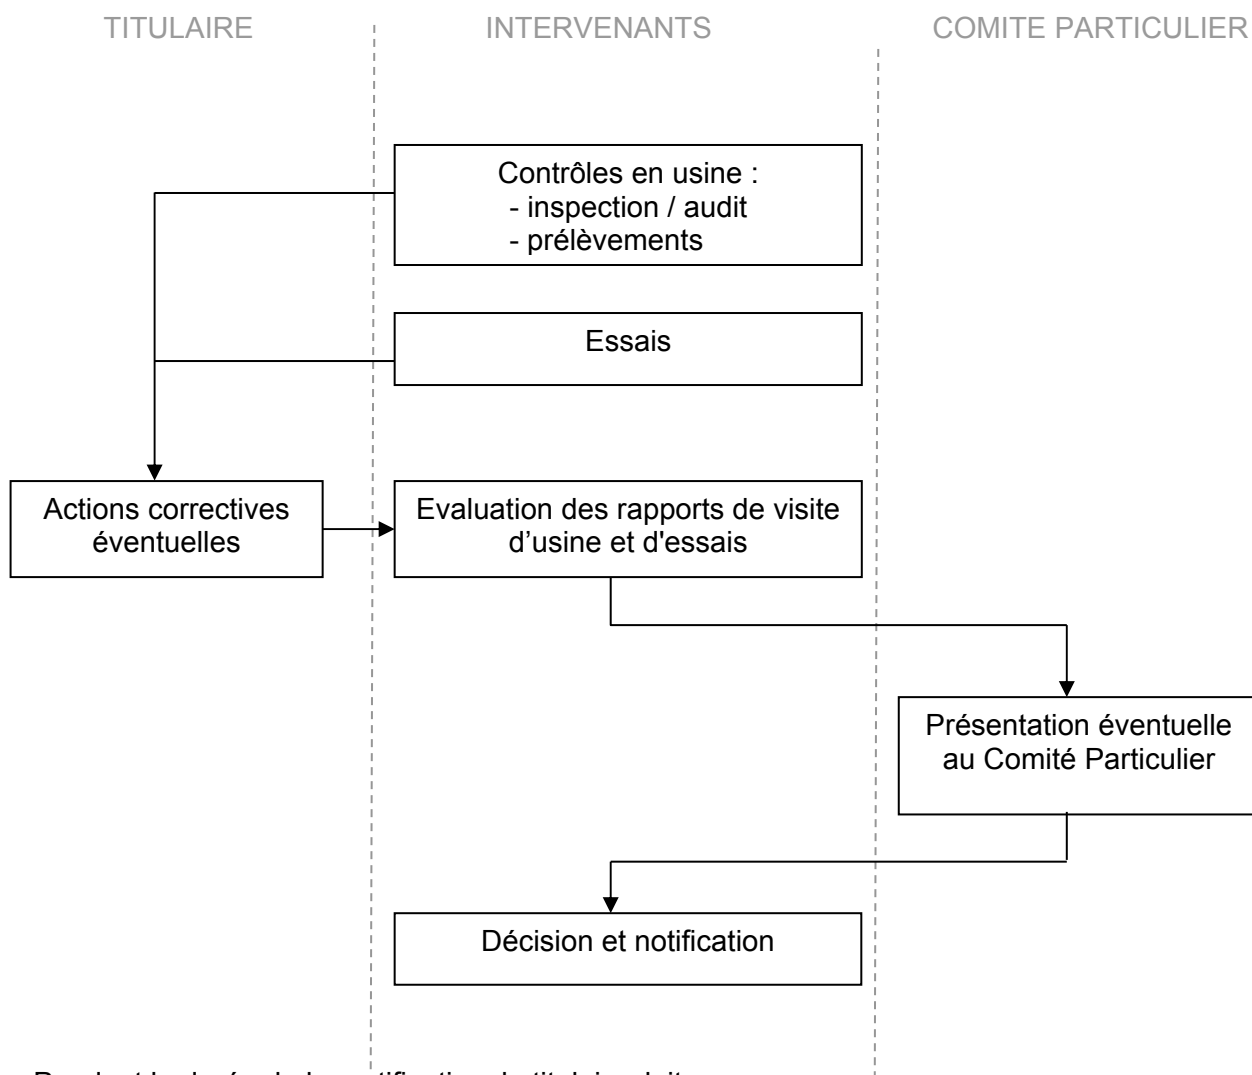 TITULAIRE
INTERVENANTS
COMITE PARTICULIER
Contrôles en usine :
- inspection / audit
- prélèvements
Essais
Actions correctives
éventuelles
Evaluation des rapports de visite
d’usine et d'essais
Présentation éventuelle
au Comité Particulier
Décision et notification